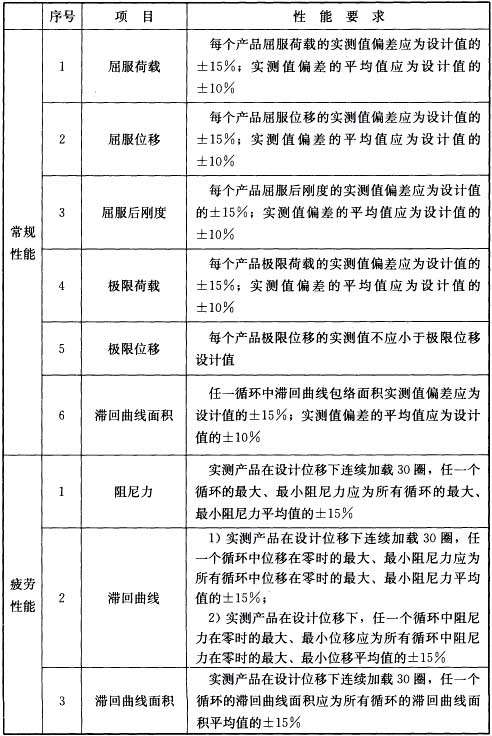 序号 项目 性能要求
常规
性能
1 屈服荷载
每个产品屈服荷载的实测值偏差应为设计值的
±15%;实测值偏差的平均值应为设计值的
±10%
2 屈服位移
每个产品屈服位移的实测值偏差应为设计值的
±15%;实测值偏差的平均值应为设计值的
±10%
3 屈服后刚度
每个产品屈服后刚度的实测值偏差应为设计值
的±15%;实测值偏差的平均值应为设计值的
±10%
4 极限荷载
每个产品极限荷载的实测值偏差应为设计值的
±15%;实测值偏差的平均值应为设计值的
±10%
5 极限位移
每个产品极限位移的实测值不应小于极限位移
设计值
6 滞回曲线面积
任一循环中滞回曲线包络面积实测值偏差应为
设计值的±15%;实测值偏差的平均值应为设计
值的±10%
疲劳
性能
1 阻尼力
实测产品在设计位移下连续加载30圈,任一个
循环的最大、最小阻尼力应为所有循环的最大、
最小阻尼力平均值的±15%
2 滞回曲线
1)实测产品在设计位移下连续加载30圈,任
一个循环中位移在零时的最大、最小阻尼力应为
所有循环中位移在零时的最大、最小阻尼力平均
值的±15%;
2)实测产品在设计位移下,任一个循环中阻尼
力在零时的最大、最小位移应为所有循环中阻尼
力在零时的最大、最小位移平均值的±15%
3 滞回曲线面积
实测产品在设计位移下连续加载30圈,任一个
循环的滞回曲线面积应为所有循环的滞回曲线面
积平均值的±15%